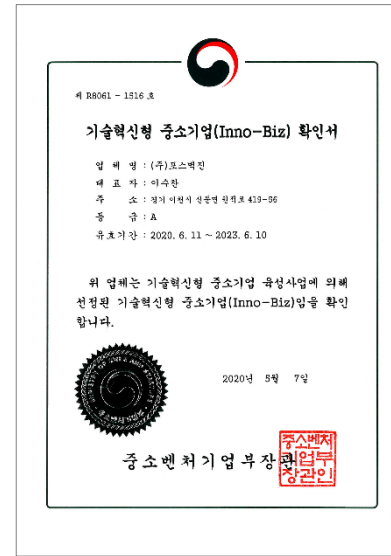 제 R8061 - 1516 호
기술혁신형 중소기업(Inno-Biz) 확인서
업 체 명 : (주)포스벽진
대 표 자 : 이수란
주 소 : 경기 이천시 신둔면 원적로 419-56
등 급 : A
유효기간 : 2020. 6. 11 ~ 2023. 6. 10
위 업체는 기술혁신형 중소기업 육성사업에 의해
선정된 기술혁신형 중소기업(Inno-Biz)임을 확인
합니다.
2020년 5월 7일
중소벤처기업부장관
중소벤처
기업부
장관인